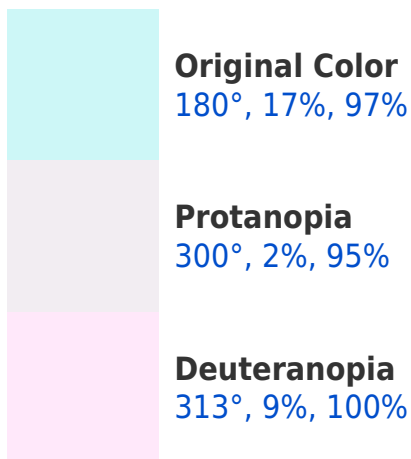 Original Color
180°, 17%, 97%
Protanopia
300°, 2%, 95%
Deuteranopia
313°, 9%, 100%